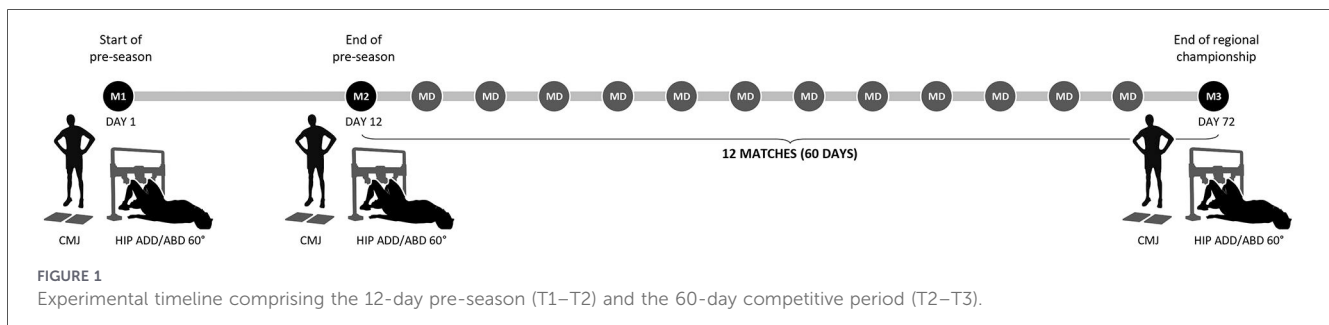 Start of
pre-season
End of
pre-season
End of regional
championship
M1
M2
MD
MD
MD
MD
MD
MD
MD
MD
MD
MD
MD
MD
M3
DAY 1
DAY 12
DAY 72
12 MATCHES (60 DAYS)
CMJ
HIP ADD/ABD 60°
CMJ
HIP ADD/ABD 60°
CMJ
HIP ADD/ABD 60°
FIGURE 1
Experimental timeline comprising the 12-day pre-season (T1–T2) and the 60-day competitive period (T2–T3).